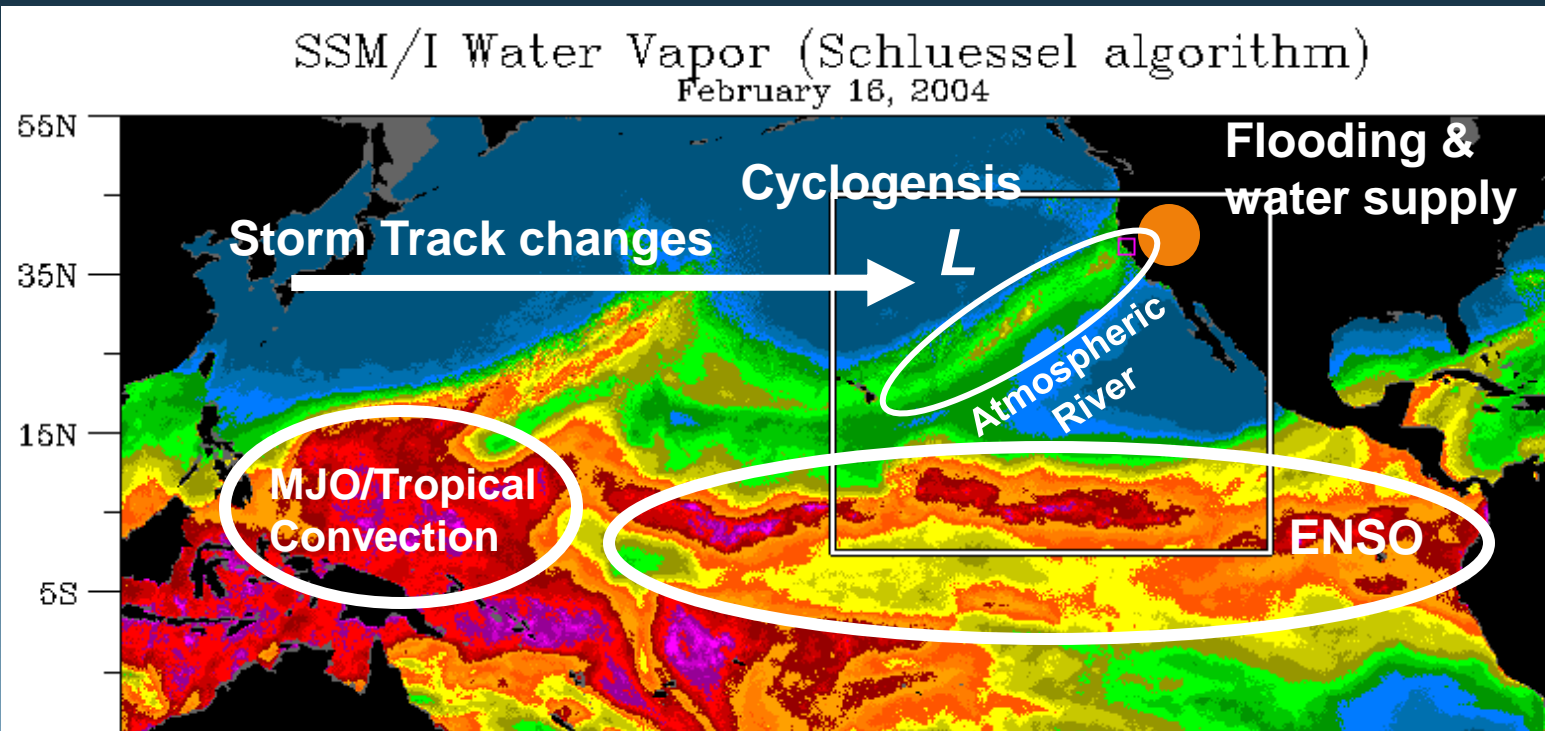 SSM/I Water Vapor (Schluessel algorithm)
February 16, 2004
55N
Flooding &
water supply
Cyclogensis
Storm Track changes
L
35N
Atmospheric
River
15N
MJO/Tropical
Convection
ENSO
5S